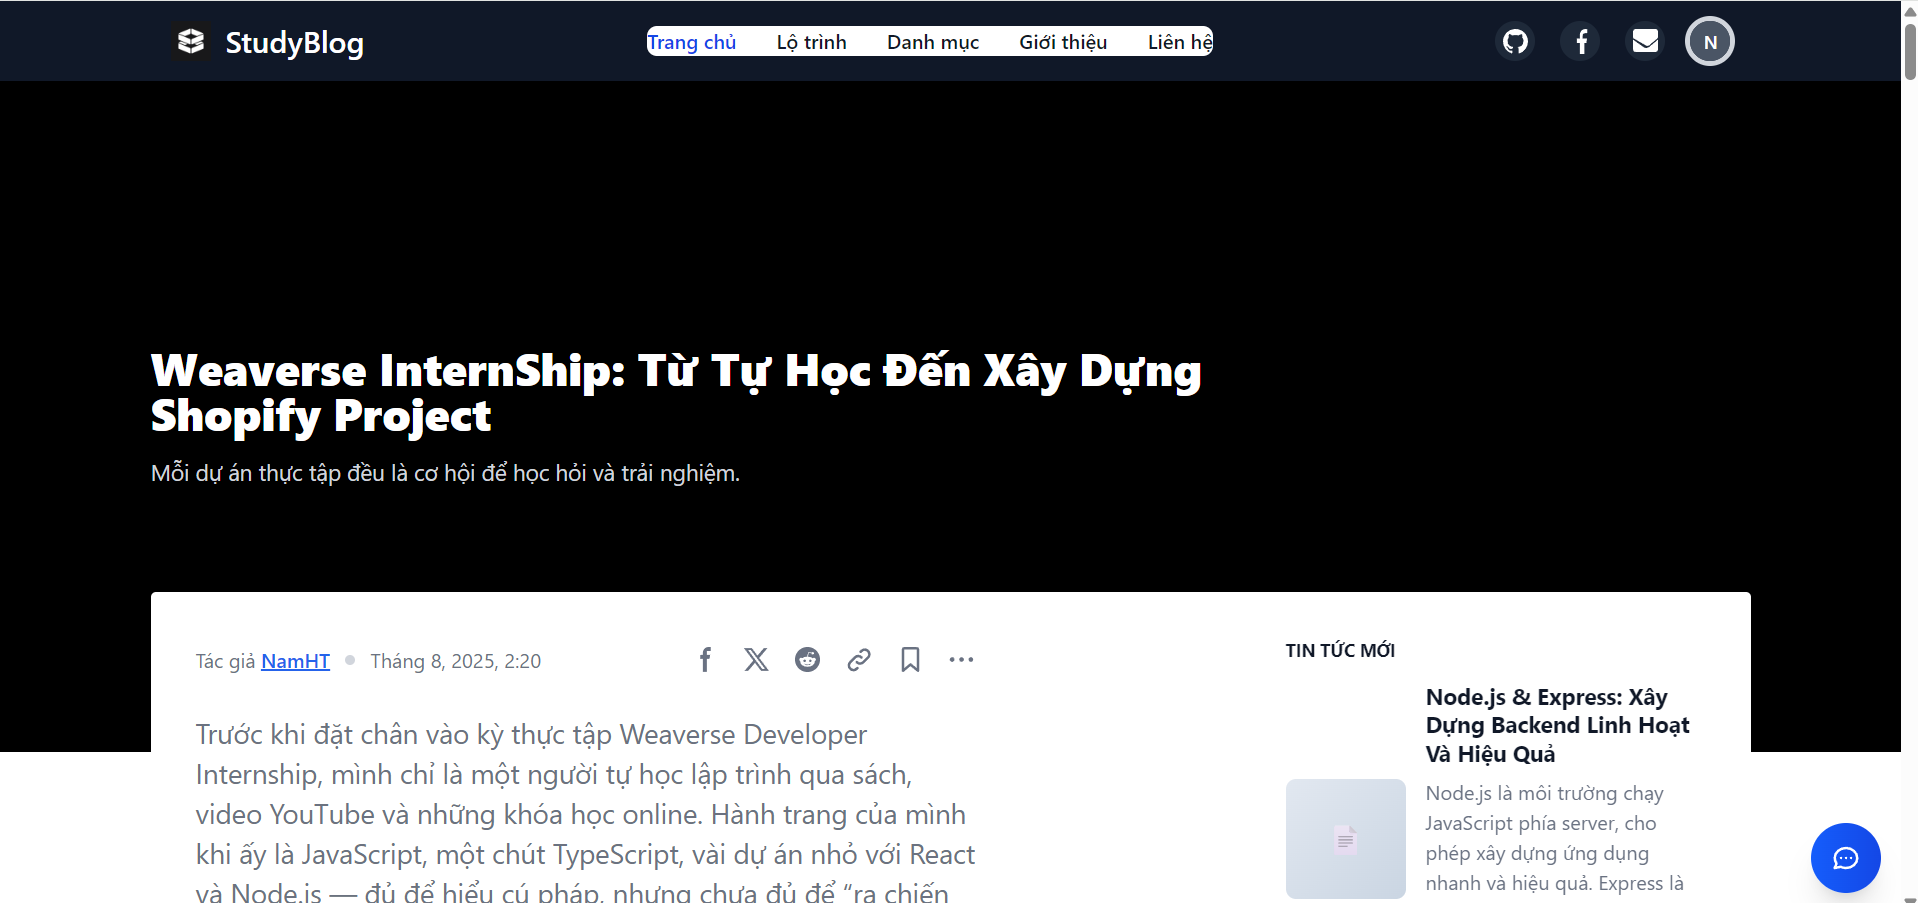 StudyBlog
Trang chủ Lộ trình Danh mục Giới thiệu Liên hệ
N
Weaverse InternShip: Từ Tự Học Đến Xây Dựng
Shopify Project
Mỗi dự án thực tập đều là cơ hội để học hỏi và trải nghiệm.
Tác giả NamHT Tháng 8, 2025, 2:20
Trước khi đặt chân vào kỳ thực tập Weaverse Developer
Internship, mình chỉ là một người tự học lập trình qua sách,
video YouTube và những khóa học online. Hành trang của mình
khi ấy là JavaScript, một chút TypeScript, vài dự án nhỏ với React
và Node.js — đủ để hiểu cú pháp, nhưng chưa đủ để “ra chiến
TIN TỨC MỚI
Node.js & Express: Xây
Dựng Backend Linh Hoạt
Và Hiệu Quả
Node.js là môi trường chạy
JavaScript phía server, cho
phép xây dựng ứng dụng
nhanh và hiệu quả. Express là